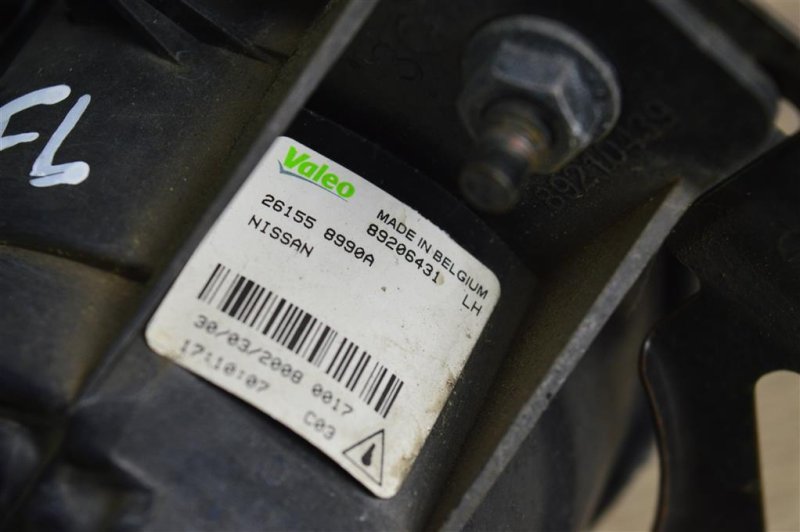 FL
Valeo
MADE IN BELGIUM
26155 8990A 89206431 LH
NISSAN
30/03/2008 0017
17:10:07 C03